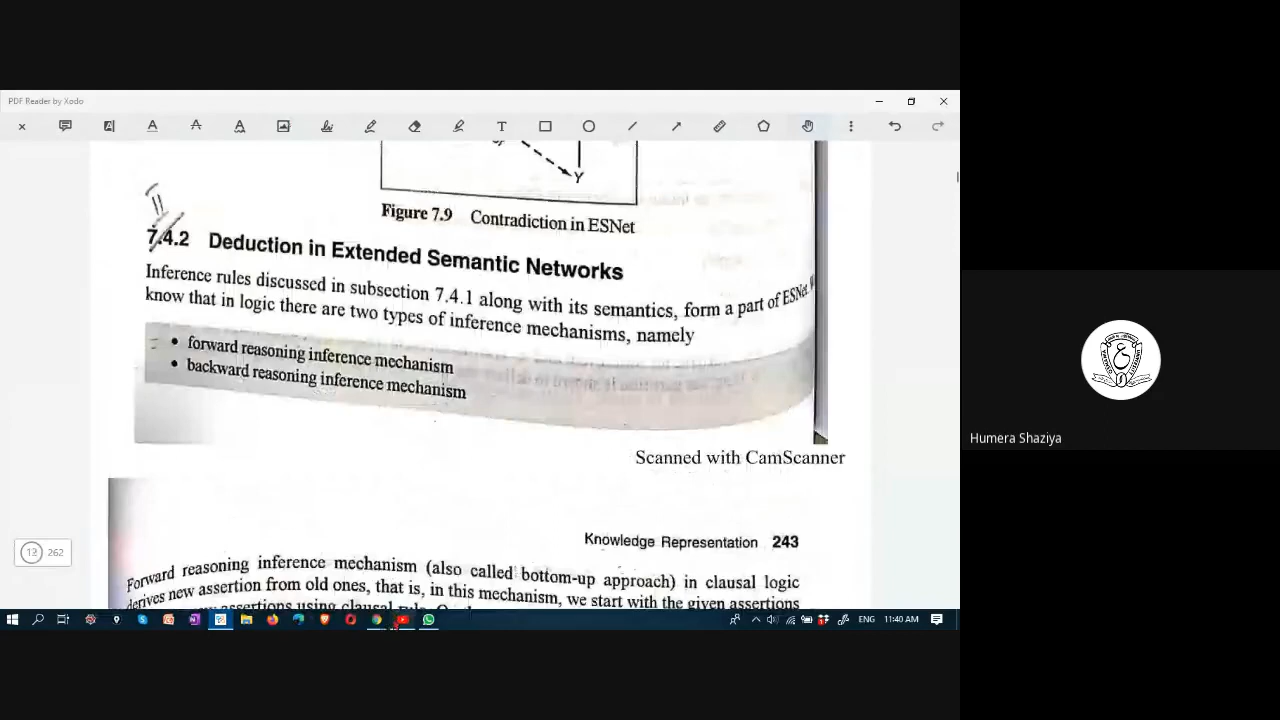 PDF Reader by Xodo
Y
Figure 7.9 Contradiction in ESNet
7.4.2 Deduction in Extended Semantic Networks
Inference rules discussed in subsection 7.4.1 along with its semantics, form a part of ESNet.
know that in logic there are two types of inference mechanisms, namely
• forward reasoning inference mechanism
• backward reasoning inference mechanism
Scanned with CamScanner
Knowledge Representation 243
Forward reasoning inference mechanism (also called bottom-up approach) in clausal logic
derives new assertion from old ones, that is, in this mechanism, we start with the given assertions
assertions using clausal
12 262
Humera Shaziya
ENG 11:40 AM